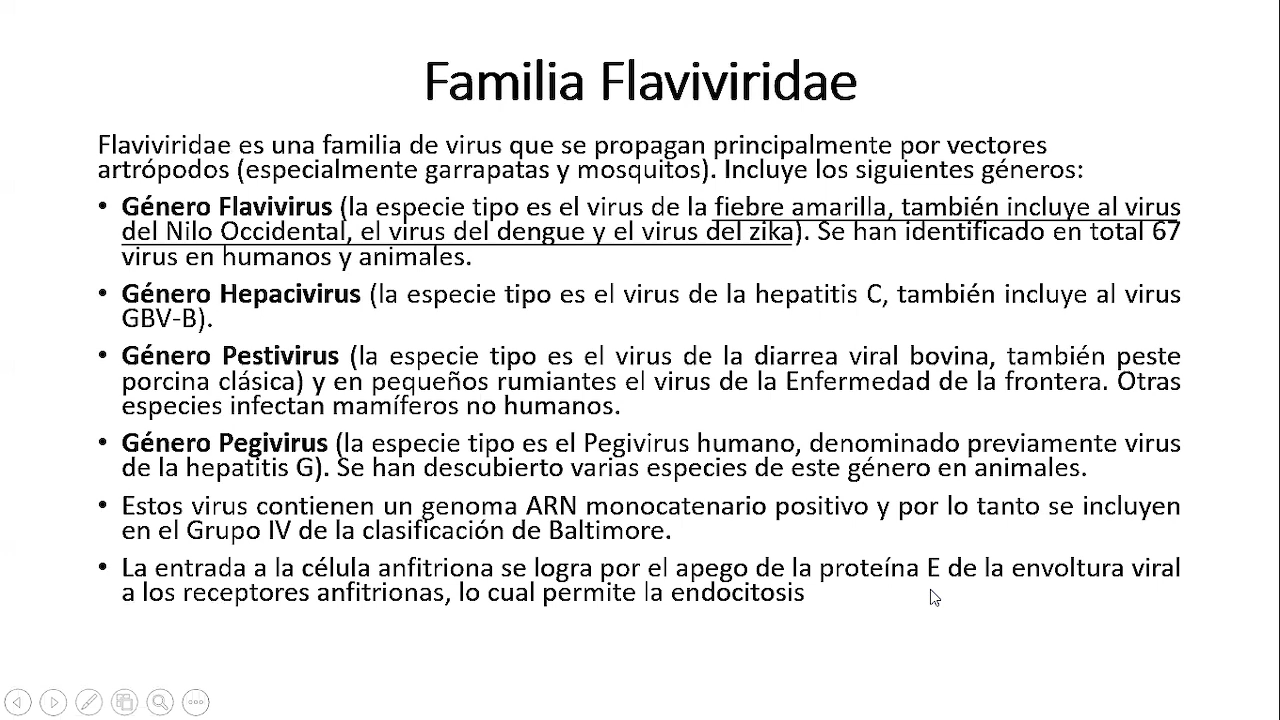 Familia Flaviviridae
Flaviviridae es una familia de virus que se propagan principalmente por vectores
artrópodos (especialmente garrapatas y mosquitos). Incluye los siguientes géneros:
• Género Flavivirus (la especie tipo es el virus de la fiebre amarilla, también incluye al virus
del Nilo Occidental, el virus del dengue y el virus del zika). Se han identificado en total 67
virus en humanos y animales.
• Género Hepacivirus (la especie tipo es el virus de la hepatitis C, también incluye al virus
GBV-B).
• Género Pestivirus (la especie tipo es el virus de la diarrea viral bovina, también peste
porcina clásica) y en pequeños rumiantes el virus de la Enfermedad de la frontera. Otras
especies infectan mamíferos no humanos.
• Género Pegivirus (la especie tipo es el Pegivirus humano, denominado previamente virus
de la hepatitis G). Se han descubierto varias especies de este género en animales.
• Estos virus contienen un genoma ARN monocatenario positivo y por lo tanto se incluyen
en el Grupo IV de la clasificación de Baltimore.
• La entrada a la célula anfitriona se logra por el apego de la proteína E de la envoltura viral
a los receptores anfitrionas, lo cual permite la endocitosis